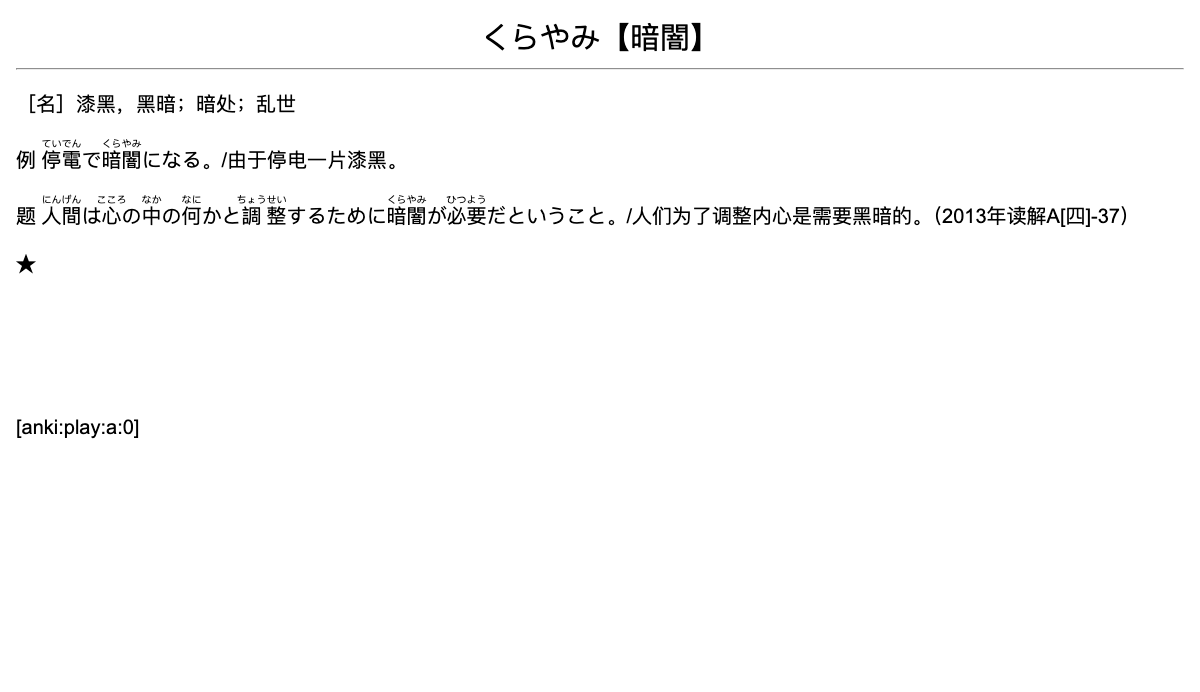 くらやみ【暗闇】
［名］漆黑，黑暗；暗处；乱世
ていでん くらやみ
例 停電で暗闇になる。/由于停电一片漆黑。
にんげん こころ なか なに ちょうせい くらやみ ひつよう
题 人間は心の中の何かと調整するために暗闇が必要だということ。/人们为了调整内心是需要黑暗的。（2013年读解A[四]-37）
★
[anki:play:a:0]